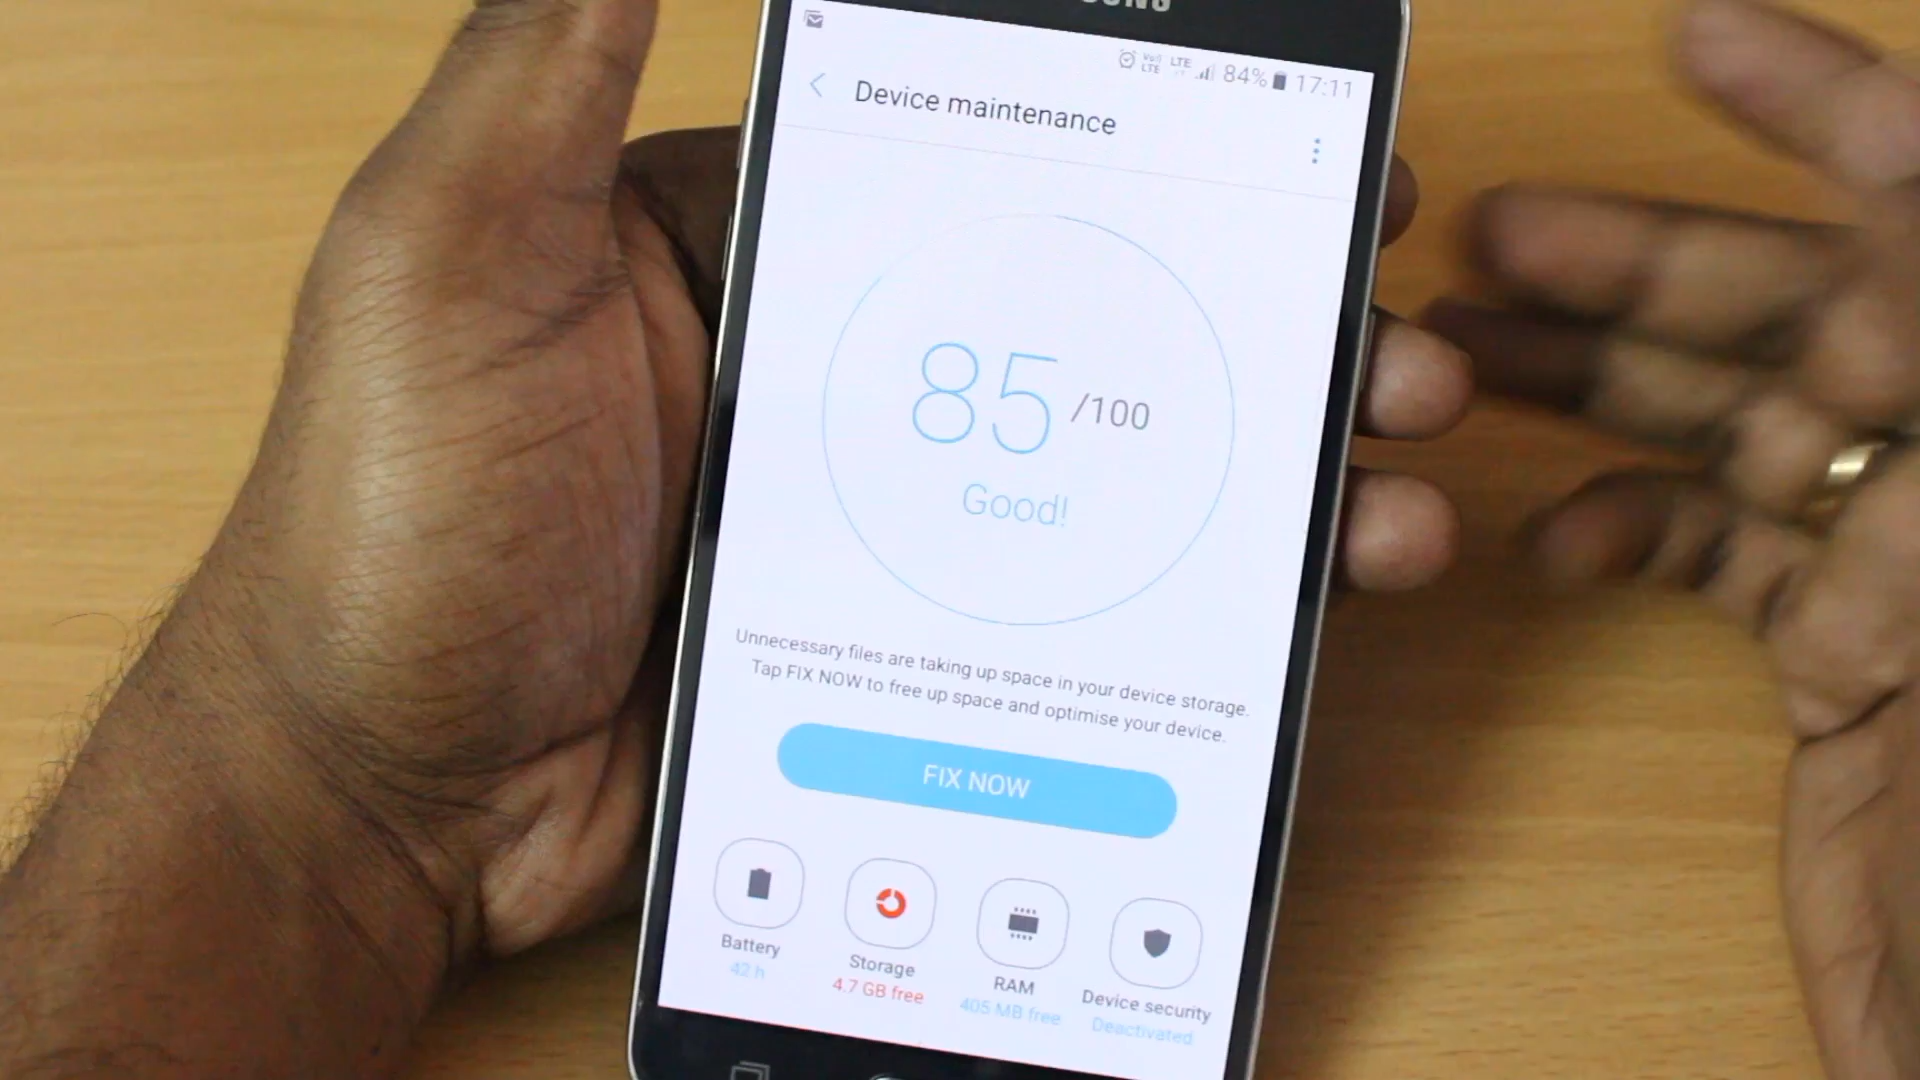 84% 17:11
Device maintenance
85 /100
Good!
Unnecessary files are taking up space in your device storage.
Tap FIX NOW to free up space and optimise your device.
FIX NOW
Battery
42 h
Storage
4.7 GB free
RAM
405 MB free
Device security
Deactivated